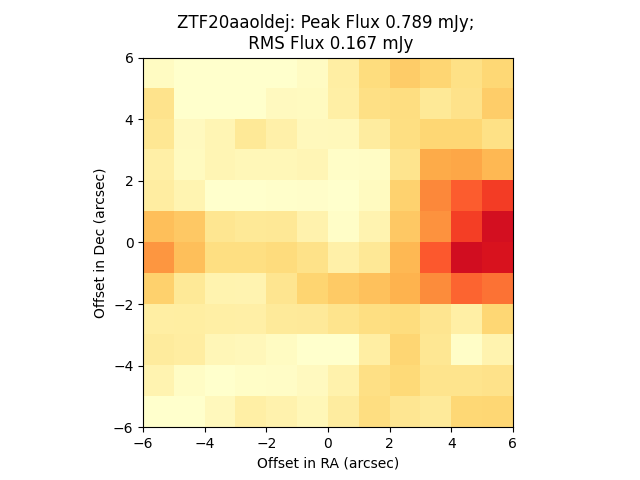 ZTF20aaoldej: Peak Flux 0.789 mJy;
RMS Flux 0.167 mJy
6
4
2
0
−2
−4
−6
−6 −4 −2 0 2 4 6
Offset in Dec (arcsec)
Offset in RA (arcsec)